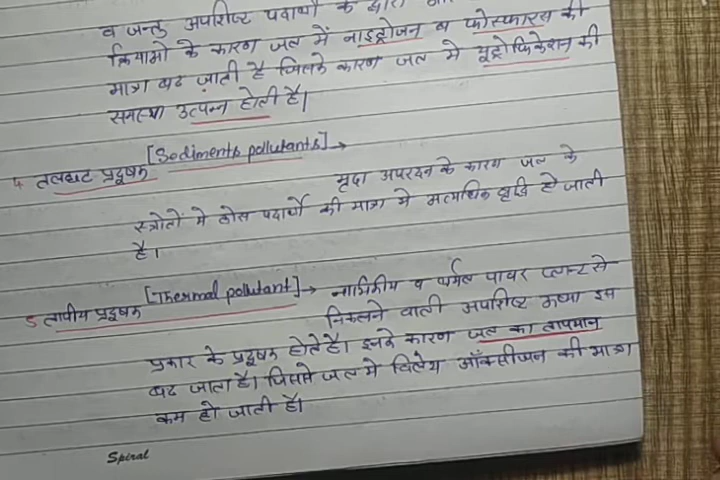 व जन्तु अपशिष्ट पदार्थों के द्वारा
क्रियाओं के कारण जल में नाइट्रोजन व फोस्फोरस की
मात्रा बढ़ जाती है जिसके कारण जल मे यूट्रोफिकेशन की
समस्या उत्पन्न होती है।
4 तलछट प्रदूषक [Sediments pollutants] →
मृदा अपरदन के कारण जल के
स्त्रोतों मे ठोस पदार्थो की मात्रा मे अत्यधिक वृद्धि हो जाती
है।
5 तापीय प्रदूषक [Thermal pollutant] → नाभिकीय व थर्मल पावर प्लान्ट से
निकलने वाली अपशिष्ट ऊष्मा इस
प्रकार के प्रदूषक होते है। इनके कारण जल का तापमान
बढ जाता है। जिससे जल मे विलेय ऑक्सीजन की मात्रा
कम हो जाती है।
Spiral